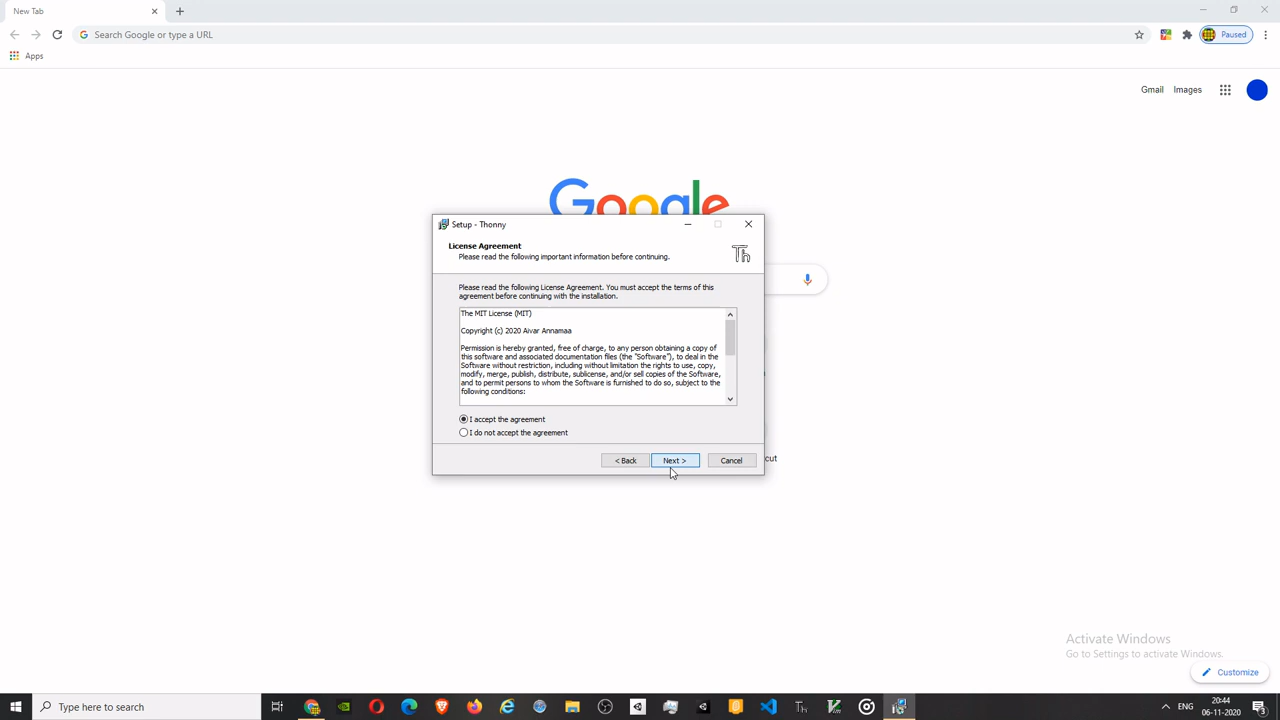 New Tab
Search Google or type a URL
Paused
Apps
Gmail
Images
Google
Setup - Thonny
License Agreement
Please read the following important information before continuing.
Th
Please read the following License Agreement. You must accept the terms of this
agreement before continuing with the installation.
The MIT License (MIT)
Copyright (c) 2020 Aivar Annamaa
Permission is hereby granted, free of charge, to any person obtaining a copy of
this software and associated documentation files (the "Software"), to deal in the
Software without restriction, including without limitation the rights to use, copy,
modify, merge, publish, distribute, sublicense, and/or sell copies of the Software,
and to permit persons to whom the Software is furnished to do so, subject to the
following conditions:
I accept the agreement
I do not accept the agreement
< Back
Next >
Cancel
cut
Activate Windows
Go to Settings to activate Windows.
Customize
Type here to search
Th
ENG
20:44
06-11-2020